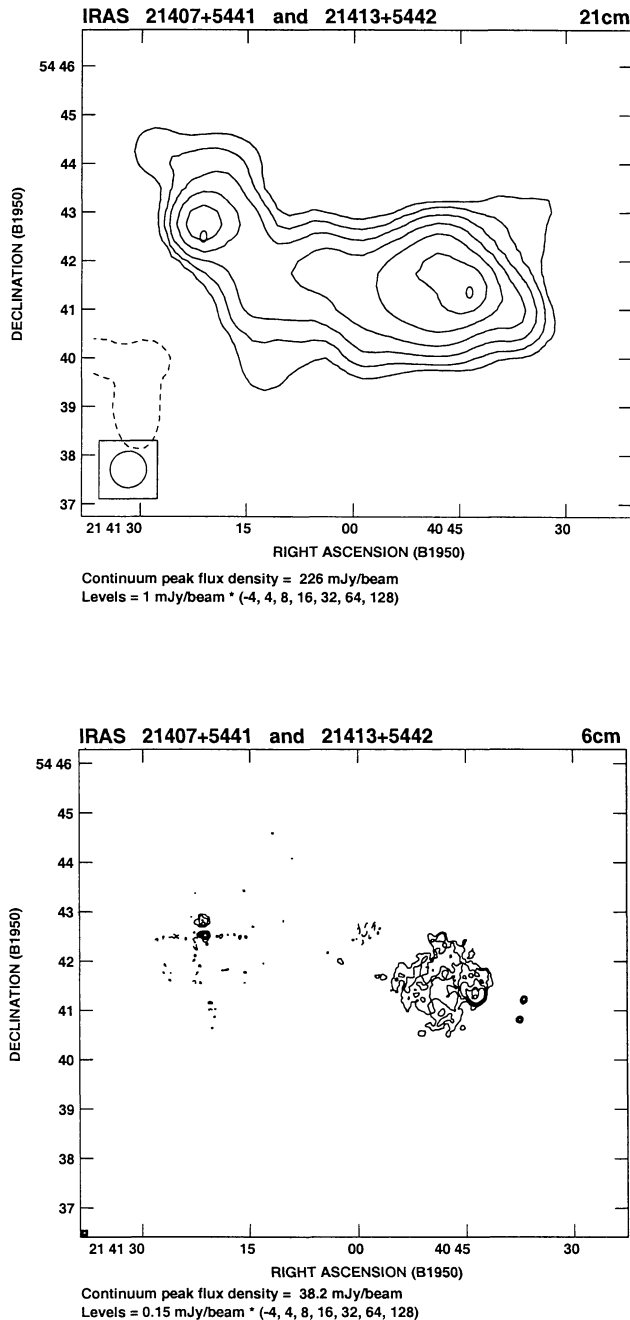 IRAS 21407+5441 and 21413+5442 21cm
54 46
45
44
43
42
41
40
39
38
37
DECLINATION (B1950)
21 41 30 15 00 40 45 30
RIGHT ASCENSION (B1950)
Continuum peak flux density = 226 mJy/beam
Levels = 1 mJy/beam * (-4, 4, 8, 16, 32, 64, 128)
IRAS 21407+5441 and 21413+5442 6cm
54 46
45
44
43
42
41
40
39
38
37
DECLINATION (B1950)
21 41 30 15 00 40 45 30
RIGHT ASCENSION (B1950)
Continuum peak flux density = 38.2 mJy/beam
Levels = 0.15 mJy/beam * (-4, 4, 8, 16, 32, 64, 128)